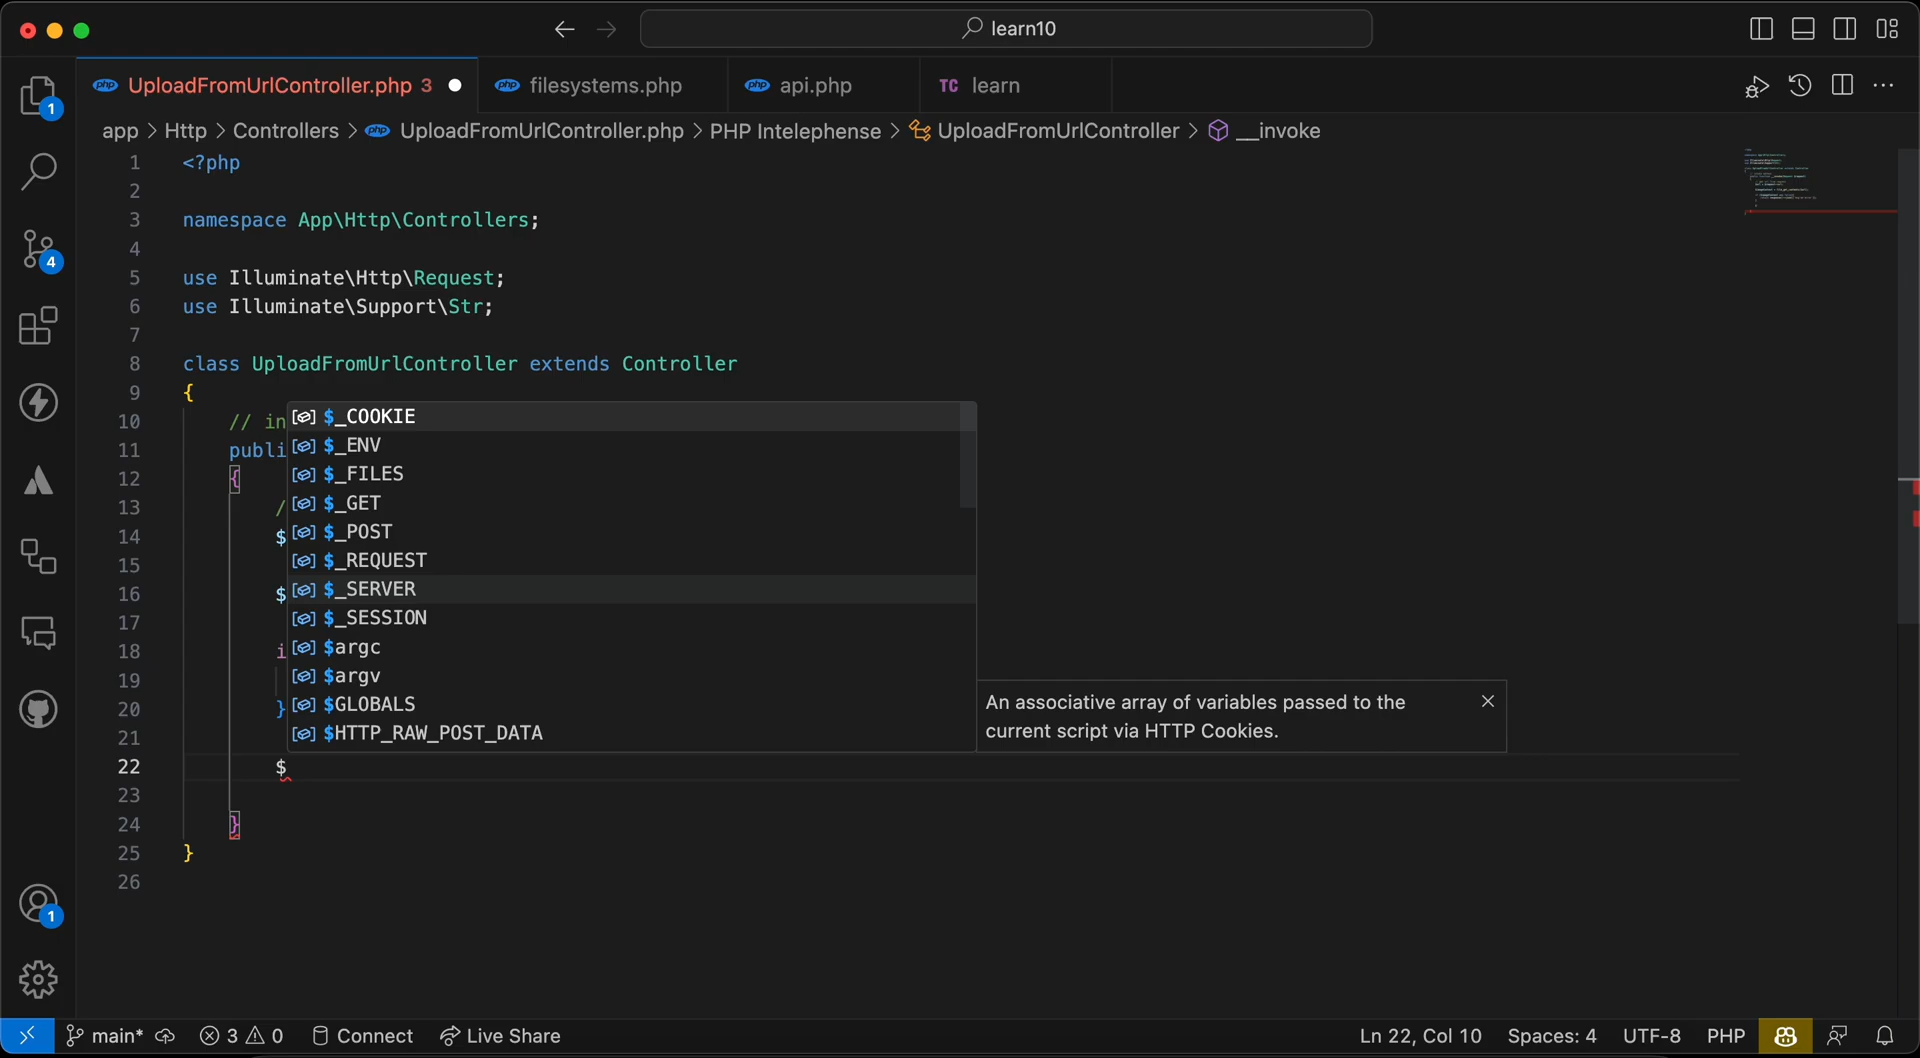 learn10
php UploadFromUrlController.php 3
php filesystems.php
php api.php
TC learn
app > Http > Controllers > php UploadFromUrlController.php > PHP Intelephense > UploadFromUrlController > __invoke
1 <?php
2
3 namespace App\Http\Controllers;
4
5 use Illuminate\Http\Request;
6 use Illuminate\Support\Str;
7
8 class UploadFromUrlController extends Controller
9 {
10 // in
11 publi
12 {
13 /
14 $
15
16 $
17
18 i
19
20 }
21
22 $
23
24 }
25 }
26
$_COOKIE
$_ENV
$_FILES
$_GET
$_POST
$_REQUEST
$_SERVER
$_SESSION
$argc
$argv
$GLOBALS
$HTTP_RAW_POST_DATA
An associative array of variables passed to the
current script via HTTP Cookies.
1
4
1
main* 3 0 Connect Live Share Ln 22, Col 10 Spaces: 4 UTF-8 PHP